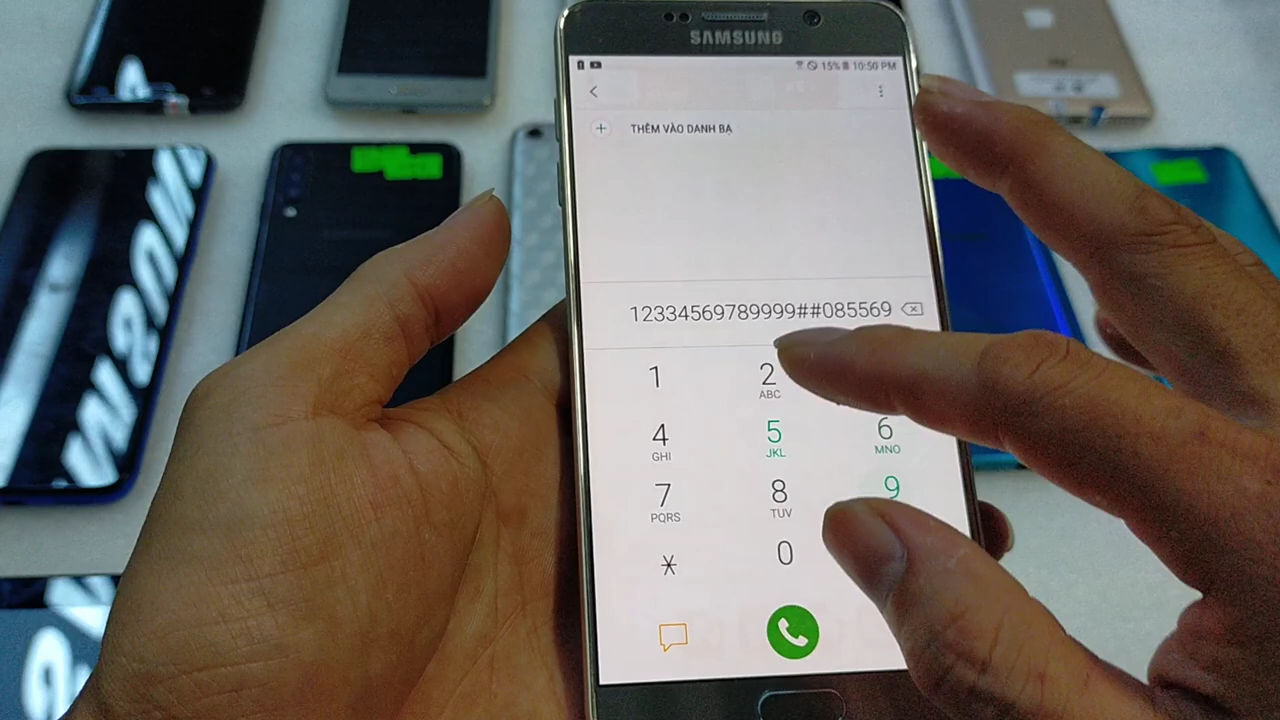 SAMSUNG
15% 10:50 PM
THÊM VÀO DANH BẠ
12334569789999##085569
1 2
ABC
4 5 6
GHI JKL MNO
7 8 9
PQRS TUV
* 0